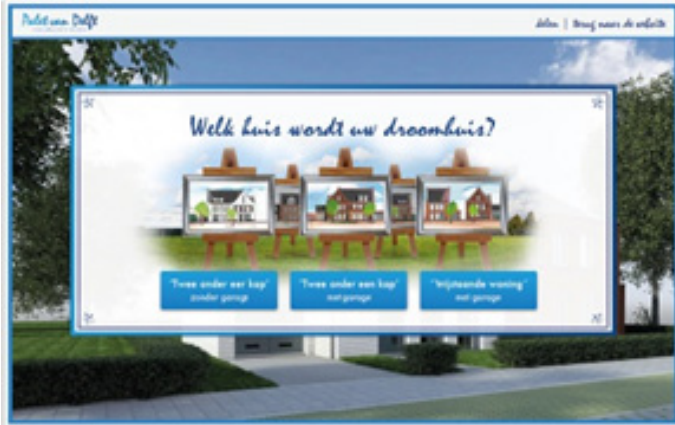 Palet van Delft
delen | terug naar de website
Welk huis wordt uw droomhuis?
'Twee onder een kap'
zonder garage
'Twee onder een kap'
met garage
'Vrijstaande woning'
met garage